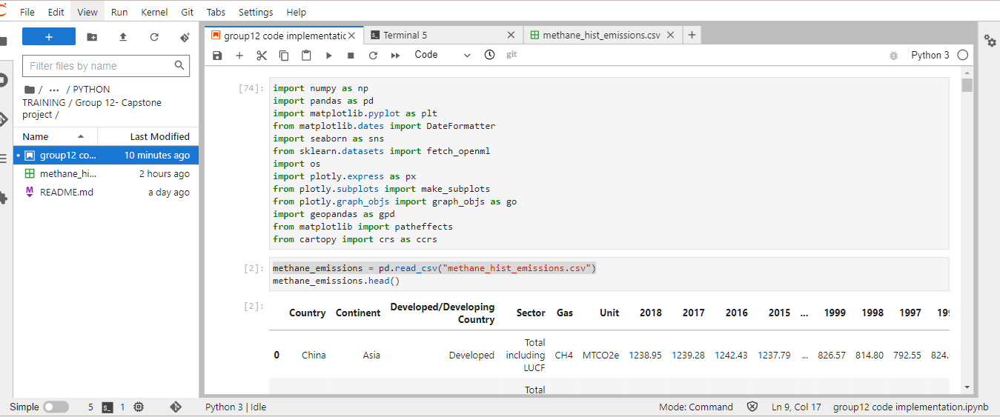 File Edit View Run Kernel Git Tabs Settings Help
+
Filter files by name
/ ... / PYTHON
TRAINING / Group 12- Capstone
project /
Name Last Modified
group12 co... 10 minutes ago
methane_hi... 2 hours ago
README.md a day ago
group12 code implementatic Terminal 5 methane_hist_emissions.csv
Code git Python 3
[74]:
import numpy as np
import pandas as pd
import matplotlib.pyplot as plt
from matplotlib.dates import DateFormatter
import seaborn as sns
from sklearn.datasets import fetch_openml
import os
import plotly.express as px
from plotly.subplots import make_subplots
from plotly.graph_objs import graph_objs as go
import geopandas as gpd
from matplotlib import patheffects
from cartopy import crs as ccrs
[2]:
methane_emissions = pd.read_csv("methane_hist_emissions.csv")
methane_emissions.head()
[2]:
Country Continent Developed/Developing Country Sector Gas Unit 2018 2017 2016 2015 ... 1999 1998 1997
0 China Asia Developed Total including LUCF CH4 MTCO2e 1238.95 1239.28 1242.43 1237.79 ... 826.57 814.80 792.55 824.
Total
Simple 5 1 Python 3 | Idle Mode: Command Ln 9, Col 17 group12 code implementation.ipynb